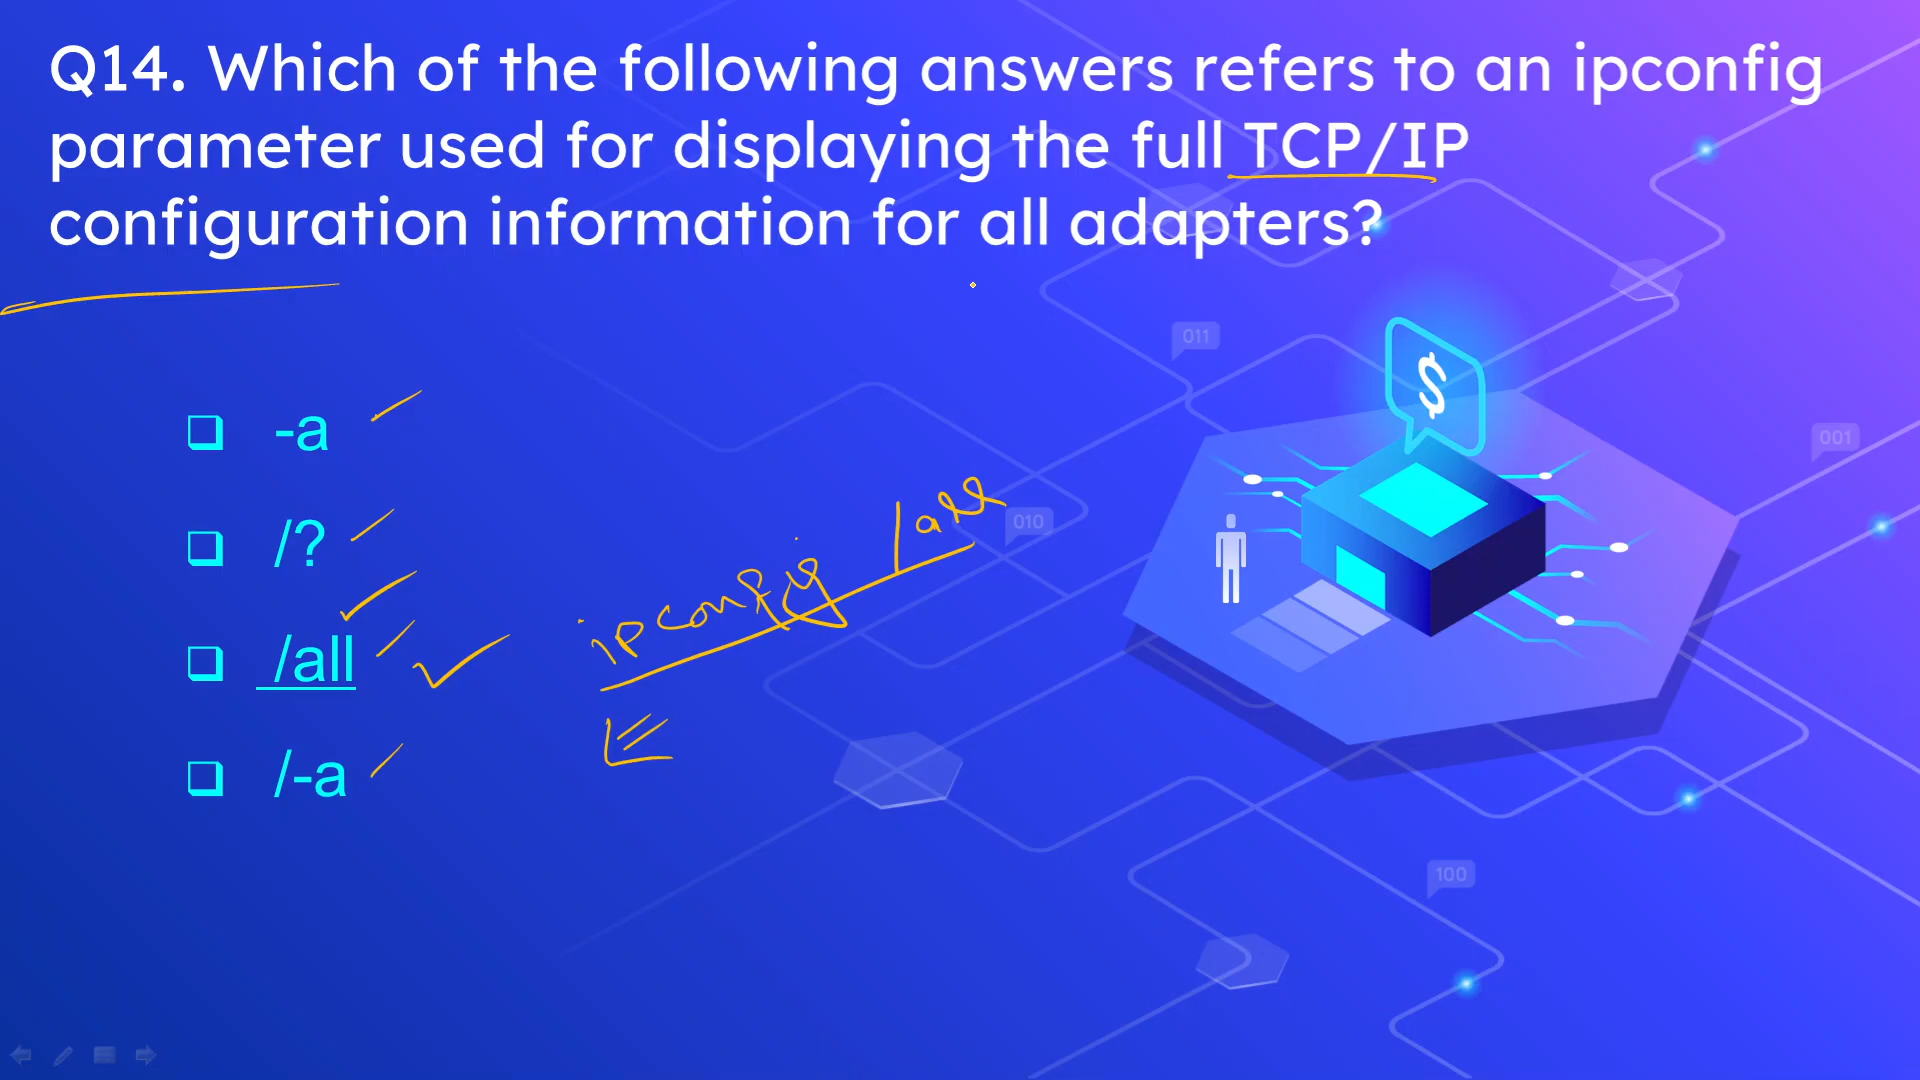 Q14. Which of the following answers refers to an ipconfig
parameter used for displaying the full TCP/IP
configuration information for all adapters?
-a
/?
/all
/-a
ipconfig /all
$
011
010
001
100